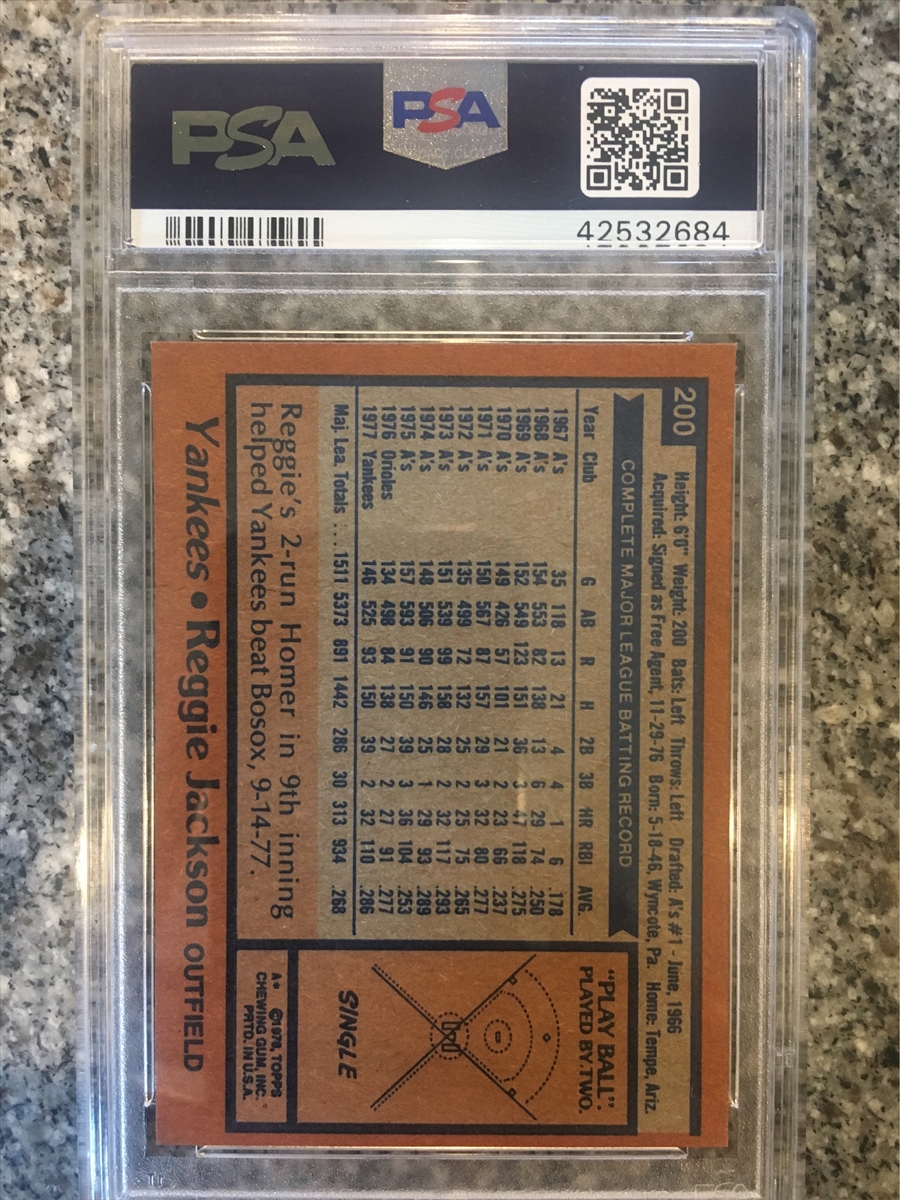 PSA
PSA
42532684
200
Height: 6'0" Weight: 200 Bats: Left Throws: Left Drafted: A's #1 - June, 1966
Acquired: Signed as Free Agent, 11-29-76 Born: 5-18-46, Wyncote, Pa. Home: Tempe, Ariz.
COMPLETE MAJOR LEAGUE BATTING RECORD
Year Club G AB R H 2B 3B HR RBI AVG.
1967 A's 35 118 13 21 4 4 1 6 .178
1968 A's 154 553 82 138 13 6 29 74 .250
1969 A's 152 549 123 151 36 3 47 118 .275
1970 A's 149 426 57 101 21 2 23 66 .237
1971 A's 150 567 87 157 29 3 32 80 .277
1972 A's 135 499 72 132 25 2 25 75 .265
1973 A's 151 539 99 158 28 2 32 117 .293
1974 A's 148 506 90 146 25 1 29 93 .289
1975 A's 157 593 91 150 39 3 36 104 .253
1976 Orioles 134 498 84 138 27 2 27 91 .277
1977 Yankees 146 525 93 150 39 2 32 110 .286
Maj. Lea. Totals ... 1511 5373 891 1442 286 30 313 934 .268
Reggie's 2-run Homer in 9th inning
helped Yankees beat Bosox, 9-14-77.
"PLAY BALL".
PLAYED BY.TWO.
SINGLE
A* ©1978, TOPPS
CHEWING GUM, INC.
PRTD. IN U.S.A.
Yankees • Reggie Jackson OUTFIELD